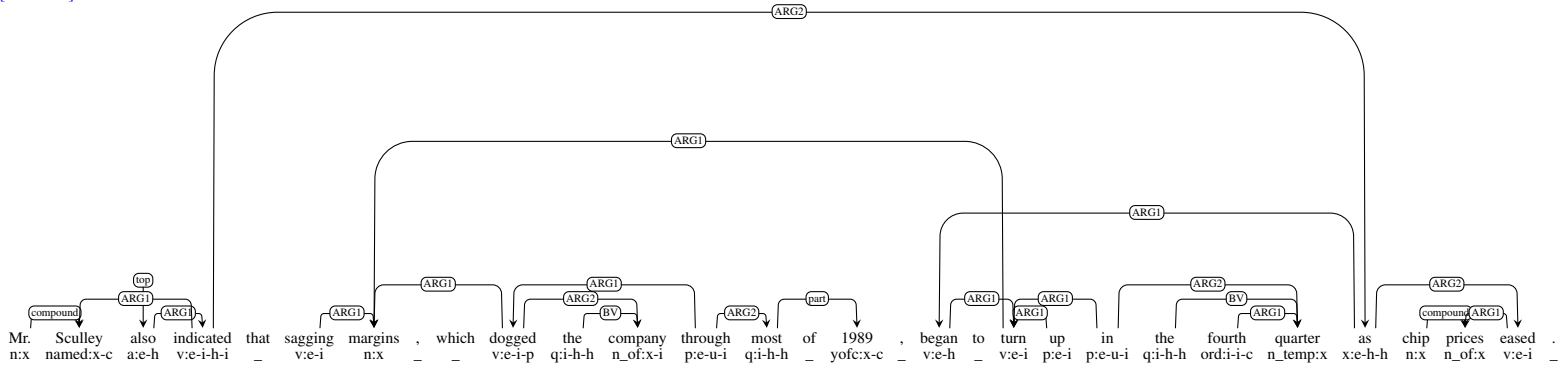 ARG2
ARG1
ARG1
top
ARG1 ARG1 ARG2 ARG2
ARG1 ARG2 part ARG1 ARG1 BV
compound ARG1 ARG1 BV ARG2 ARG1 ARG1 compound ARG1
Mr. Sculley also indicated that sagging margins , which dogged the company through most of 1989 , began to turn up in the fourth quarter as chip prices eased .
n:x named:x-c a:e-h v:e-i-h-i _ v:e-i n:x _ _ v:e-i-p q:i-h-h n_of:x-i p:e-u-i q:i-h-h _ yofc:x-c _ v:e-h _ v:e-i p:e-i p:e-u-i q:i-h-h ord:i-i-c n_temp:x x:e-h-h n:x n_of:x v:e-i _